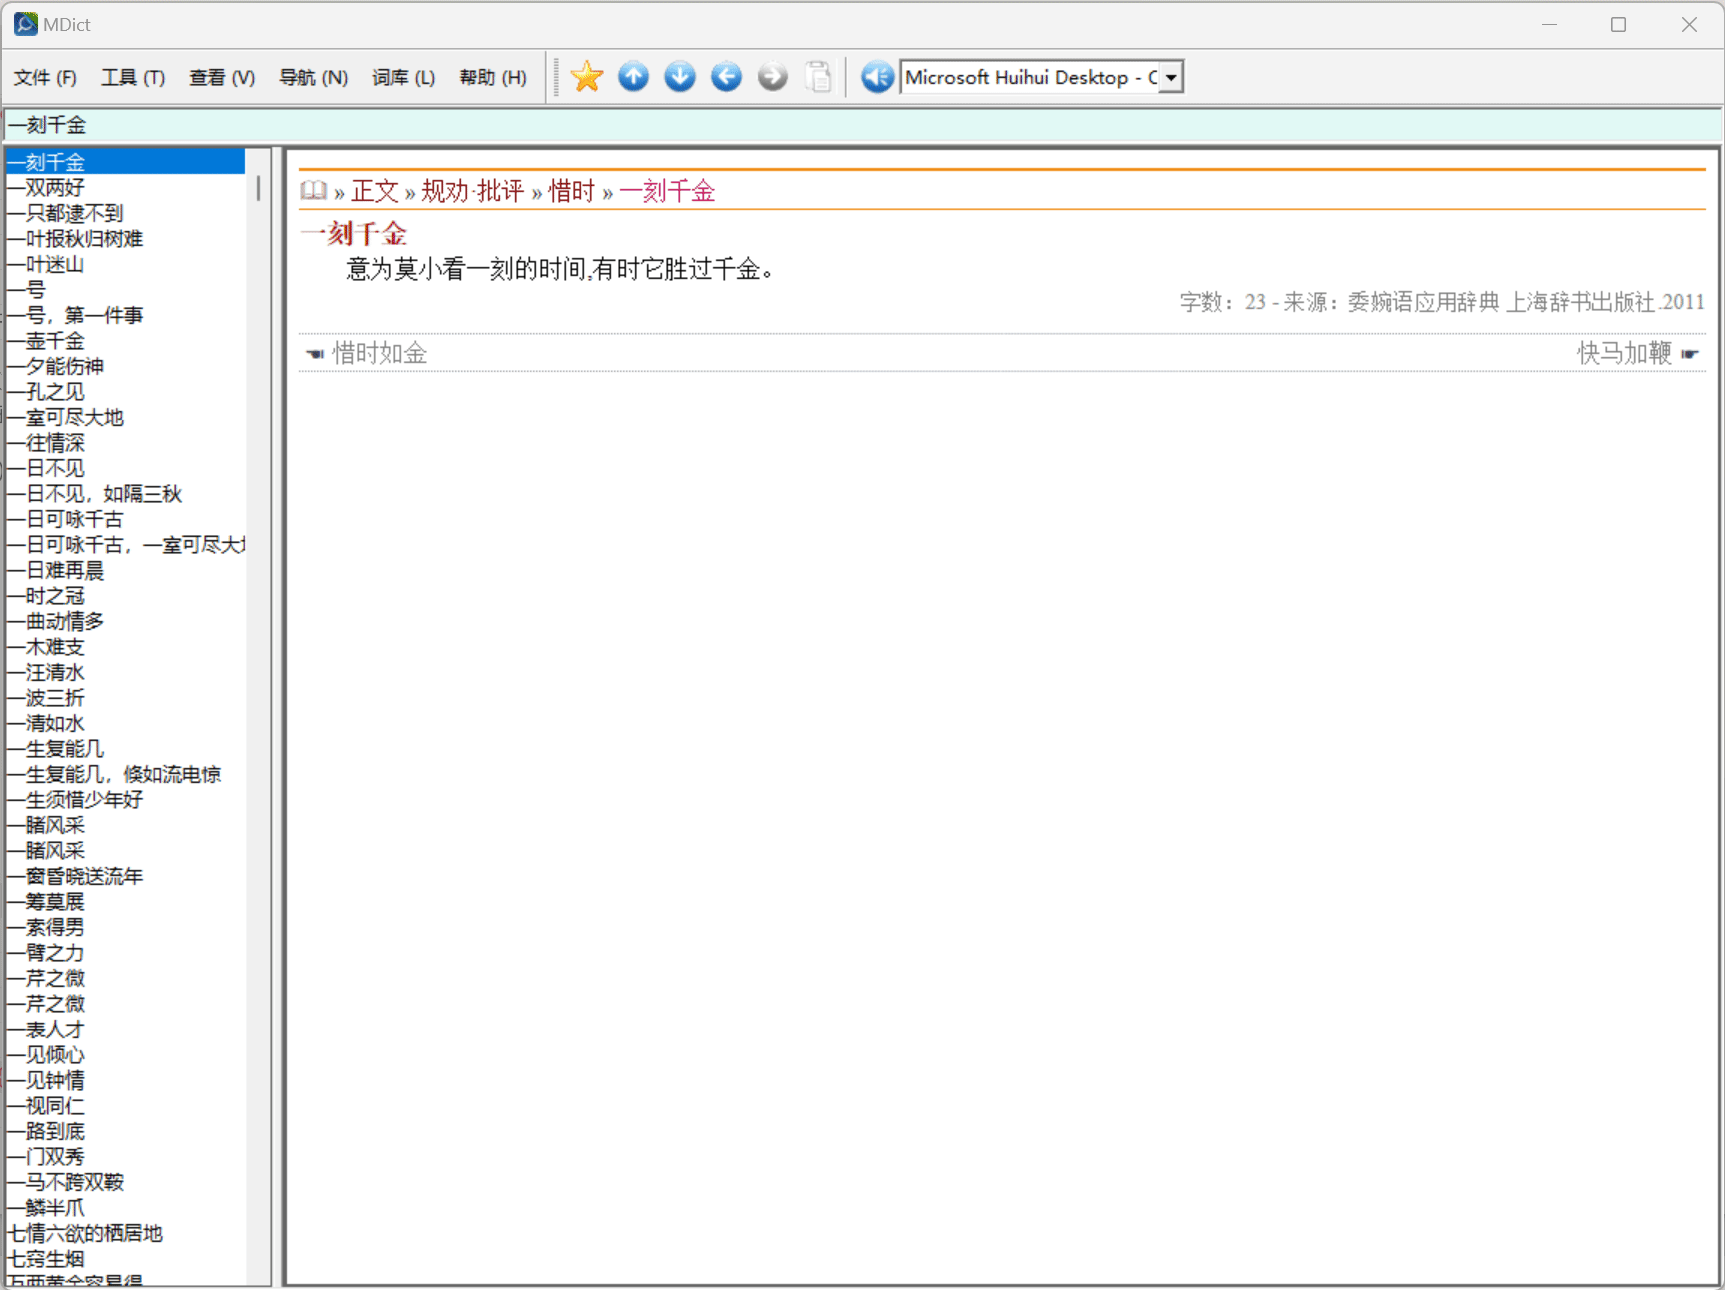 MDict
文件 (F) 工具 (T) 查看 (V) 导航 (N) 词库 (L) 帮助 (H) Microsoft Huihui Desktop - C
一刻千金
一刻千金
一双两好
一只都逮不到
一叶报秋归树难
一叶迷山
一号
一号，第一件事
一壶千金
一夕能伤神
一孔之见
一室可尽大地
一往情深
一日不见
一日不见，如隔三秋
一日可咏千古
一日可咏千古，一室可尽大
一日难再晨
一时之冠
一曲动情多
一木难支
一汪清水
一波三折
一清如水
一生复能几
一生复能几，倏如流电惊
一生须惜少年好
一睹风采
一睹风采
一窗昏晓送流年
一筹莫展
一索得男
一臂之力
一芹之微
一芹之微
一表人才
一见倾心
一见钟情
一视同仁
一路到底
一门双秀
一马不跨双鞍
一鳞半爪
七情六欲的栖居地
七窍生烟
万两黄金容易得
» 正文 » 规劝·批评 » 惜时 » 一刻千金
一刻千金
意为莫小看一刻的时间,有时它胜过千金。
字数：23 - 来源：委婉语应用辞典 上海辞书出版社.2011
惜时如金 快马加鞭